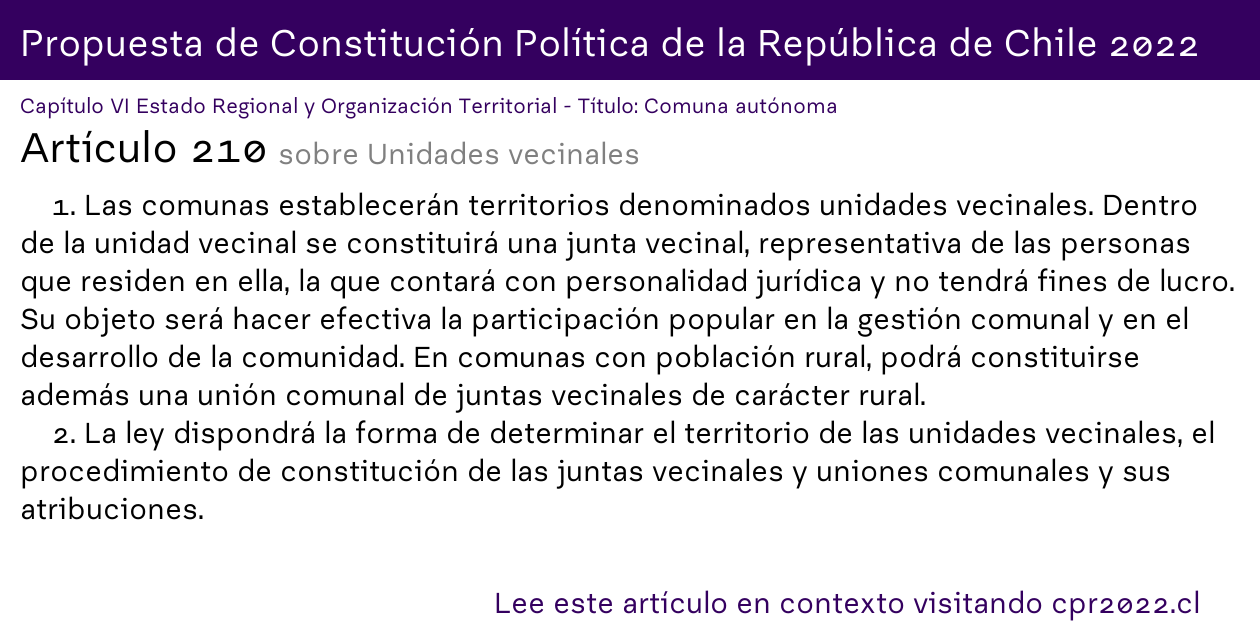 Propuesta de Constitución Política de la República de Chile 2022
Capítulo VI Estado Regional y Organización Territorial - Título: Comuna autónoma
Artículo 210 sobre Unidades vecinales
1. Las comunas establecerán territorios denominados unidades vecinales. Dentro
de la unidad vecinal se constituirá una junta vecinal, representativa de las personas
que residen en ella, la que contará con personalidad jurídica y no tendrá fines de lucro.
Su objeto será hacer efectiva la participación popular en la gestión comunal y en el
desarrollo de la comunidad. En comunas con población rural, podrá constituirse
además una unión comunal de juntas vecinales de carácter rural.
2. La ley dispondrá la forma de determinar el territorio de las unidades vecinales, el
procedimiento de constitución de las juntas vecinales y uniones comunales y sus
atribuciones.
Lee este artículo en contexto visitando cpr2022.cl